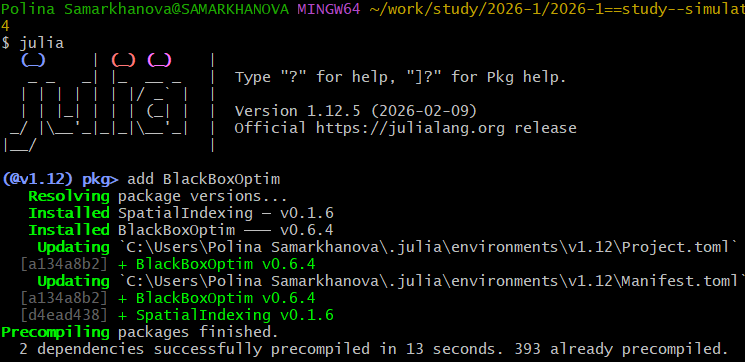 Polina Samarkhanova@SAMARKHANOVA MINGW64 ~/work/study/2026-1/2026-1==study--simulat
4
$ julia
   _       _ _(_)_     |  Type "?" for help, "]?" for Pkg help.
Version 1.12.5 (2026-02-09)
Official https://julialang.org release
(@v1.12) pkg> add BlackBoxOptim
   Resolving package versions...
   Installed SpatialIndexing ─ v0.1.6
   Installed BlackBoxOptim ─── v0.6.4
    Updating `C:\Users\Polina Samarkhanova\.julia\environments\v1.12\Project.toml`
  [a134a8b2] + BlackBoxOptim v0.6.4
    Updating `C:\Users\Polina Samarkhanova\.julia\environments\v1.12\Manifest.toml`
  [a134a8b2] + BlackBoxOptim v0.6.4
  [d4ead438] + SpatialIndexing v0.1.6
Precompiling packages finished.
  2 dependencies successfully precompiled in 13 seconds. 393 already precompiled.